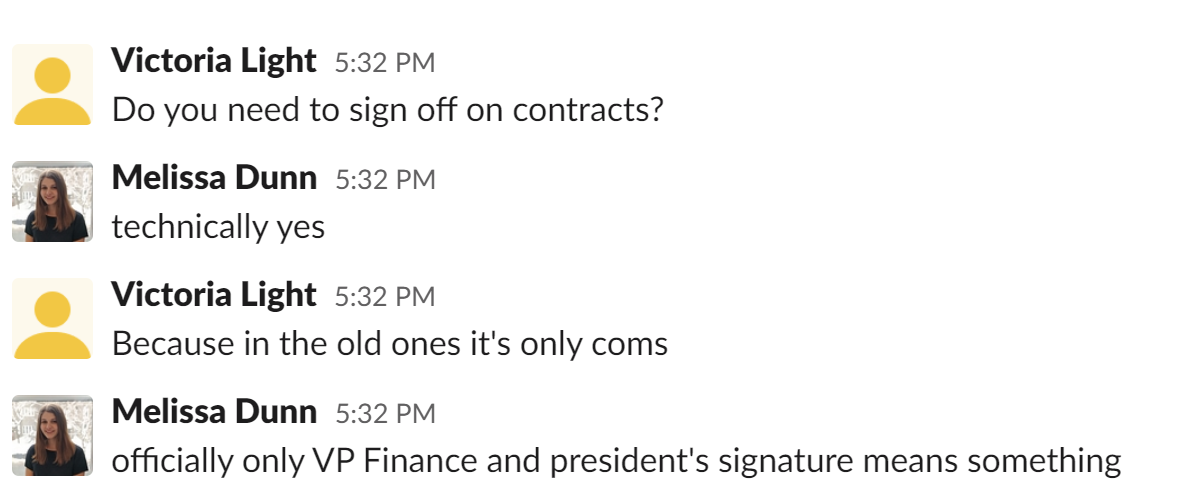 Victoria Light 5:32 PM
Do you need to sign off on contracts?
Melissa Dunn 5:32 PM
technically yes
Victoria Light 5:32 PM
Because in the old ones it's only coms
Melissa Dunn 5:32 PM
officially only VP Finance and president's signature means something